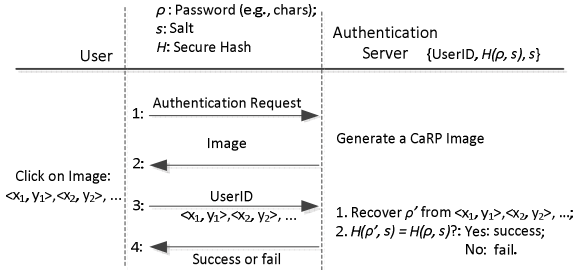 ρ: Password (e.g., chars);
s: Salt
H: Secure Hash
User
Authentication
Server {UserID, H(ρ, s), s}
1: Authentication Request
Image
Generate a CaRP Image
2:
Click on Image:
<x₁, y₁>,<x₂, y₂>, ...
3: UserID
<x₁, y₁>,<x₂, y₂>, ...
1. Recover ρ' from <x₁, y₁>,<x₂, y₂>, ...;
2. H(ρ', s) = H(ρ, s)?: Yes: success;
No: fail.
4:
Success or fail